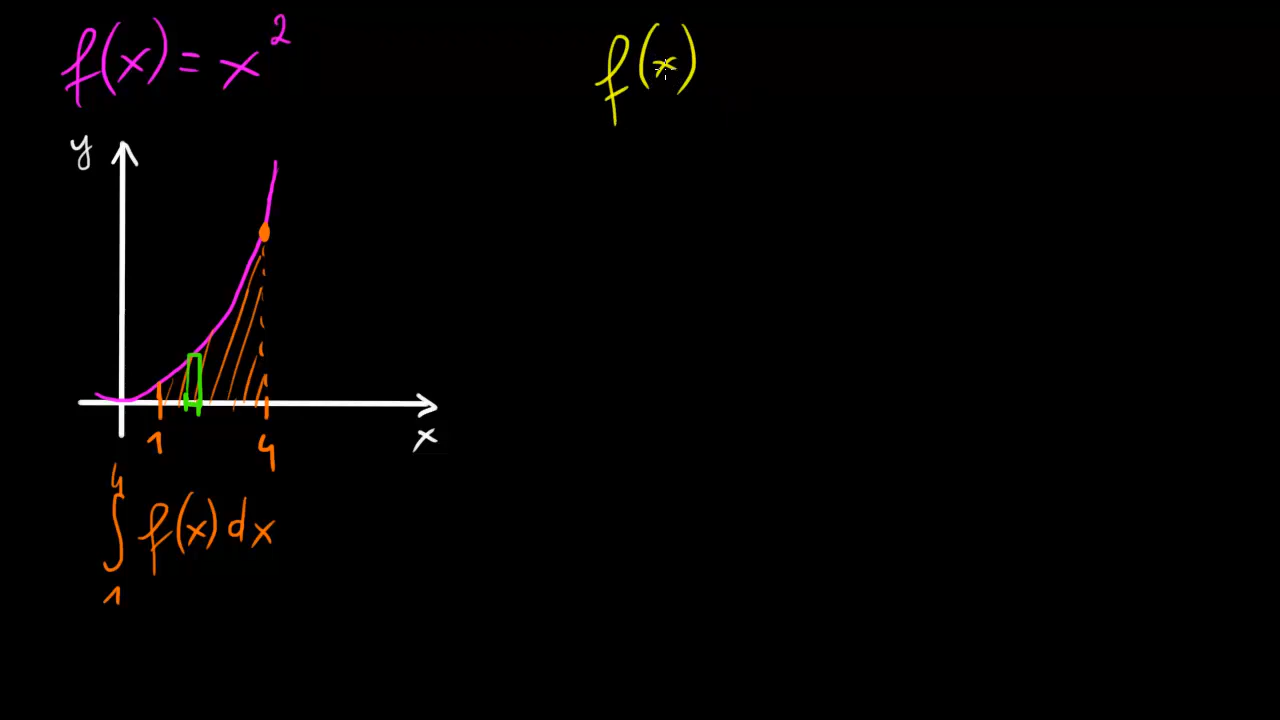 f(x) = x²
f(x)
y
x
1
4
∫₁⁴ f(x) dx